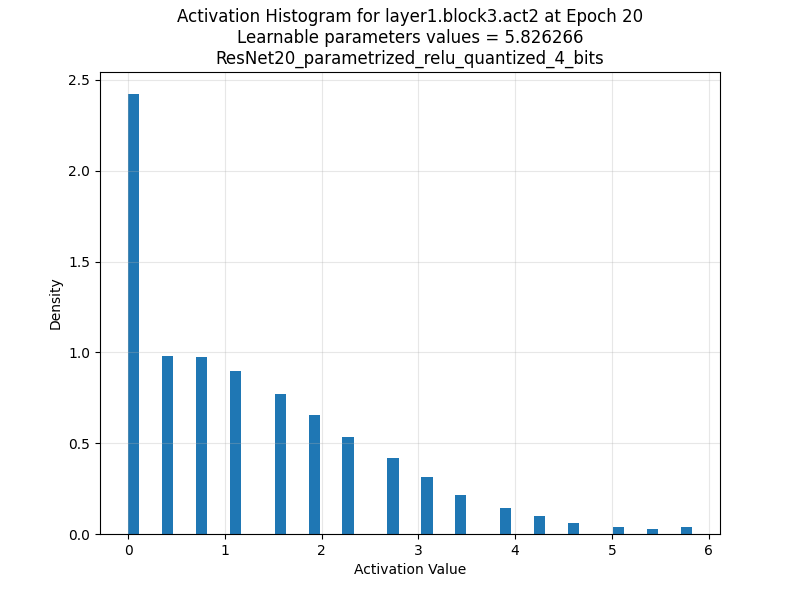 Activation Histogram for layer1.block3.act2 at Epoch 20
Learnable parameters values = 5.826266
ResNet20_parametrized_relu_quantized_4_bits
2.5
2.0
1.5
1.0
0.5
0.0
Density
0 1 2 3 4 5 6
Activation Value